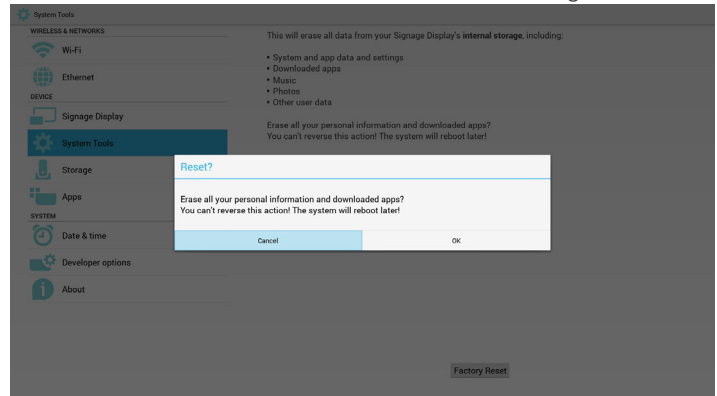 System Tools
WIRELESS & NETWORKS
Wi-Fi
Ethernet
DEVICE
Signage Display
System Tools
Storage
Apps
SYSTEM
Date & time
Developer options
About
This will erase all data from your Signage Display's internal storage, including:
• System and app data and settings
• Downloaded apps
• Music
• Photos
• Other user data
Erase all your personal information and downloaded apps?
You can't reverse this action! The system will reboot later!
Reset?
Erase all your personal information and downloaded apps?
You can't reverse this action! The system will reboot later!
Cancel
OK
Factory Reset